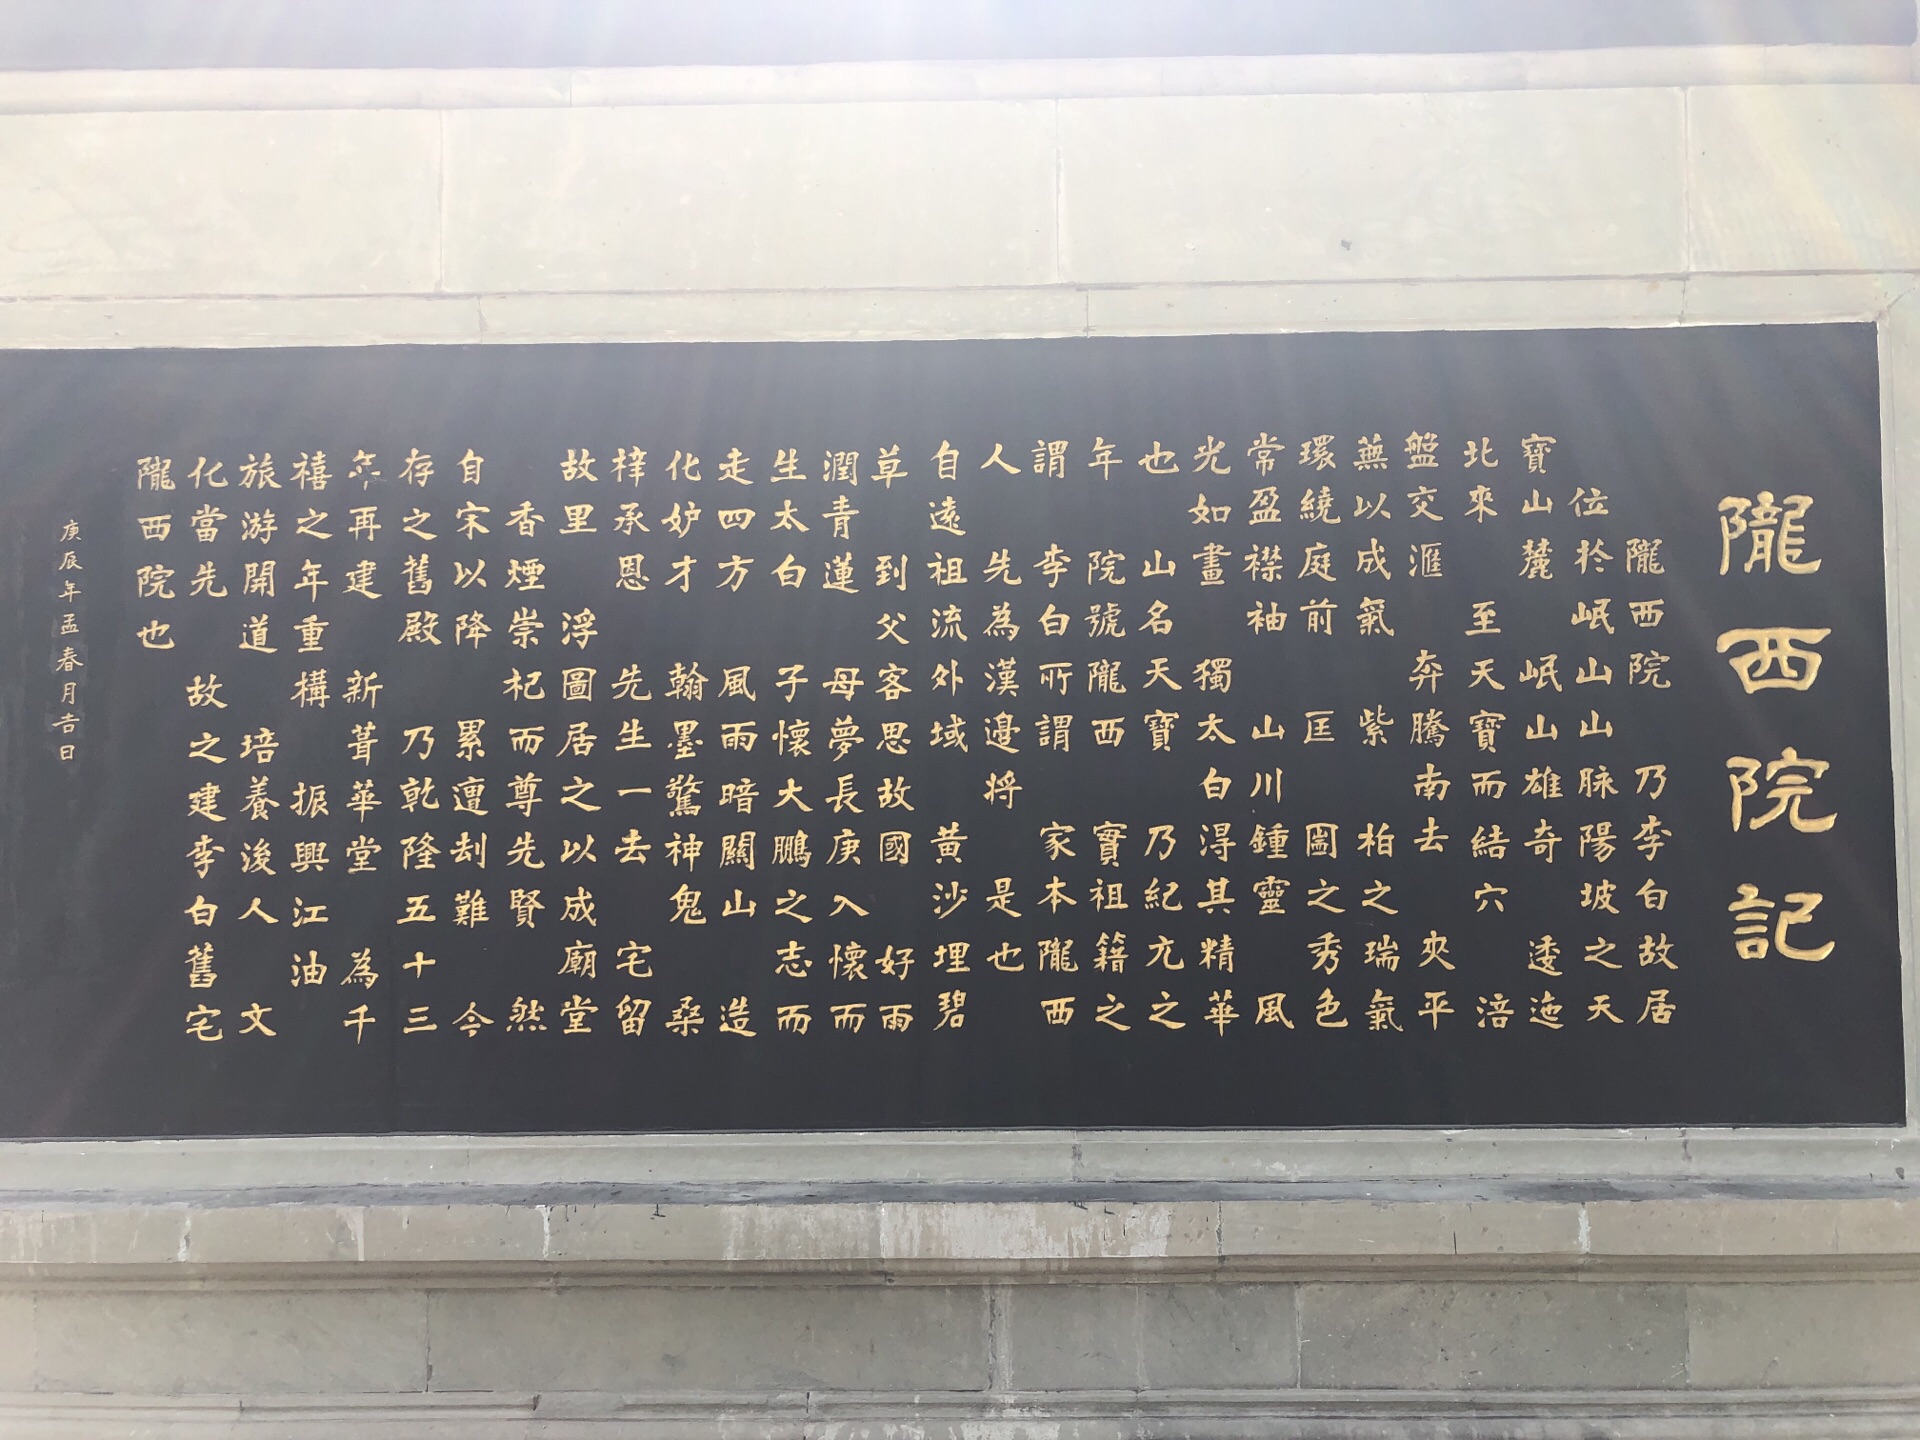 隴西院記
隴西院 乃李白故居
位於岷山山脉陽坡之天
寶山麓 岷山雄奇 逶迤
北來 至天寶而結穴 涪
盤交滙 奔騰南去 夾平
蕪以成氣 紫柏之瑞氣
環繞庭前 匡圌之秀色
常盈襟袖 山川鍾靈 風
光如畫 獨太白淂其精華
也 山名天寶 乃紀元之
年 院號隴西 實祖籍之
謂 李白所謂 家本隴西
人 先為漢邊将 是也
自遠祖流外域 黄沙埋碧
草 到父客思故國 好雨
潤青蓮 母夢長庚入懷而
生太白 子懷大鵬之志而
走四方 風雨暗關山 造
化妒才 翰墨驚神鬼 桑
梓承恩 先生一去 宅留
故里 浮圖居之以成廟堂
香煙崇杞而尊先賢 然
自宋以降 累遭刦難 今
存之舊殿 乃乾隆五十三
年再建 新葺華堂 為千
禧之年重構 振興江油
旅游開道 培養浚人 文
化當先 故之建李白舊宅
隴西院也
庚辰年孟春月吉日